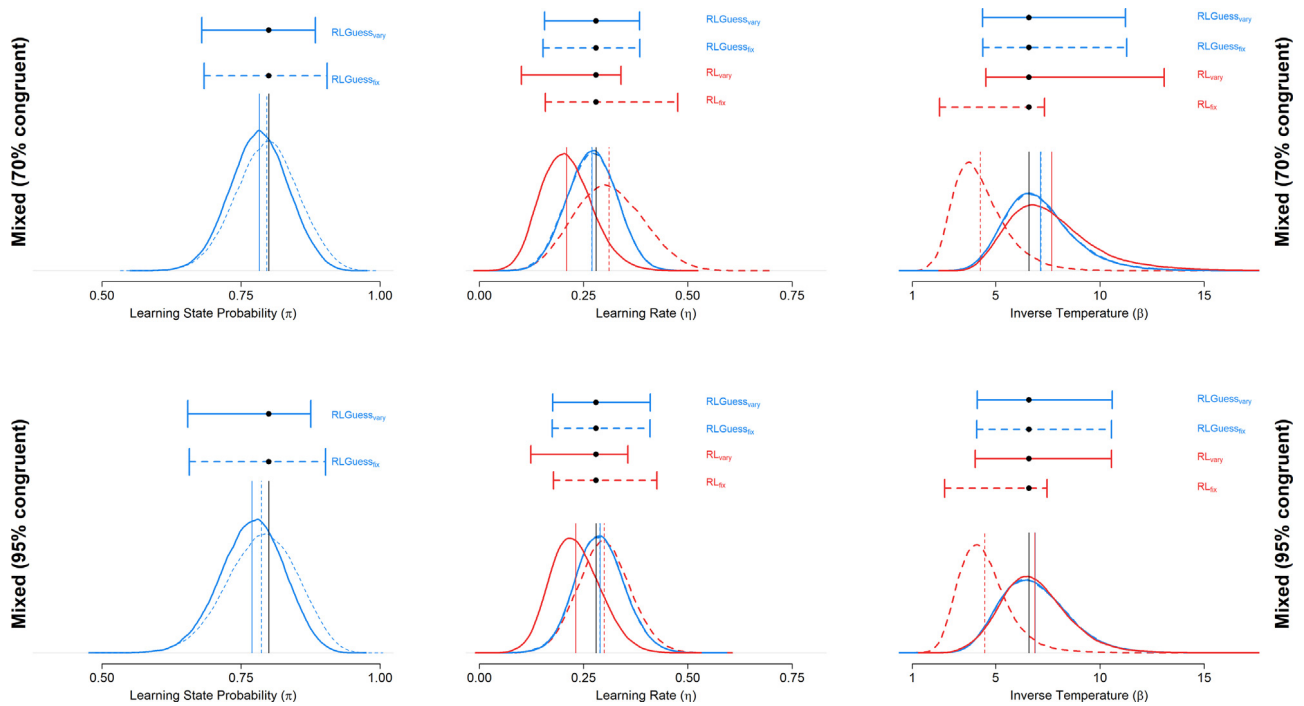 Mixed (70% congruent)
RLGuessvary
RLGuessfix
0.50 0.75 1.00
Learning State Probability (π)
RLGuessvary
RLGuessfix
RLvary
RLfix
0.00 0.25 0.50 0.75
Learning Rate (η)
RLGuessvary
RLGuessfix
RLvary
RLfix
1 5 10 15
Inverse Temperature (β)
Mixed (70% congruent)
Mixed (95% congruent)
RLGuessvary
RLGuessfix
0.50 0.75 1.00
Learning State Probability (π)
RLGuessvary
RLGuessfix
RLvary
RLfix
0.00 0.25 0.50 0.75
Learning Rate (η)
RLGuessvary
RLGuessfix
RLvary
RLfix
1 5 10 15
Inverse Temperature (β)
Mixed (95% congruent)